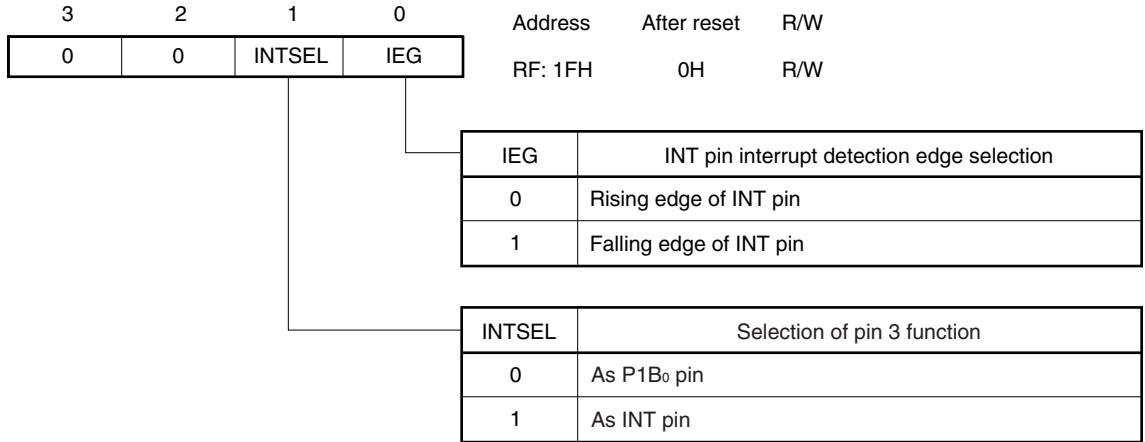 3 2 1 0 Address After reset R/W
0 0 INTSEL IEG RF: 1FH 0H R/W
IEG INT pin interrupt detection edge selection
0 Rising edge of INT pin
1 Falling edge of INT pin
INTSEL Selection of pin 3 function
0 As P1B₀ pin
1 As INT pin